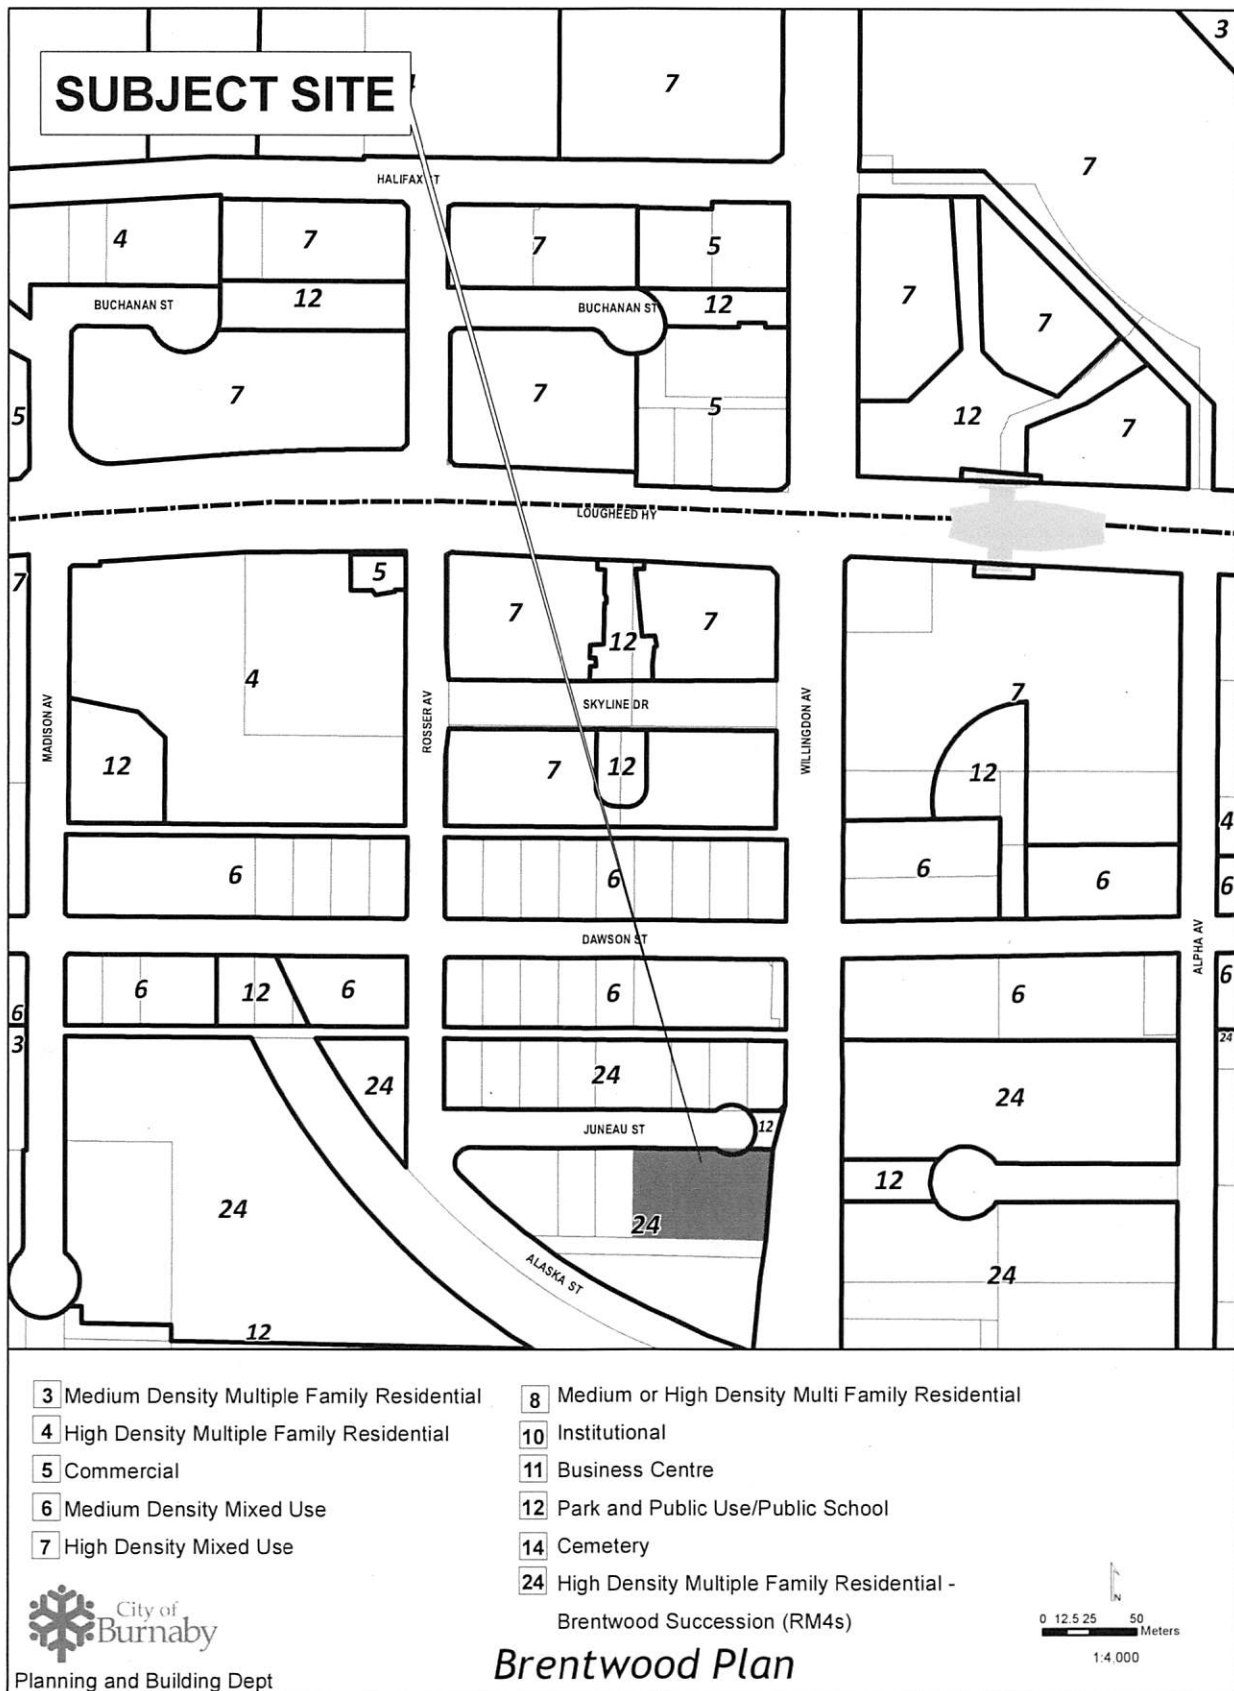 SUBJECT SITE
3
7
7
HALIFAX ST
4
7
7
5
BUCHANAN ST
12
BUCHANAN ST
12
7
7
5
7
7
5
12
7
LOUGHEED HY
7
5
7
12
7
4
SKYLINE DR
7
MADISON AV
ROSSER AV
WILLINGDON AV
12
7
12
12
4
6
6
6
6
6
DAWSON ST
ALPHA AV
6
12
6
6
6
6
6
3
24
24
24
24
JUNEAU ST
12
12
24
24
ALASKA ST
24
12
3 Medium Density Multiple Family Residential
4 High Density Multiple Family Residential
5 Commercial
6 Medium Density Mixed Use
7 High Density Mixed Use
8 Medium or High Density Multi Family Residential
10 Institutional
11 Business Centre
12 Park and Public Use/Public School
14 Cemetery
24 High Density Multiple Family Residential -
Brentwood Succession (RM4s)
City of
Burnaby
Planning and Building Dept
Brentwood Plan
N
0 12.5 25 50
Meters
1:4,000